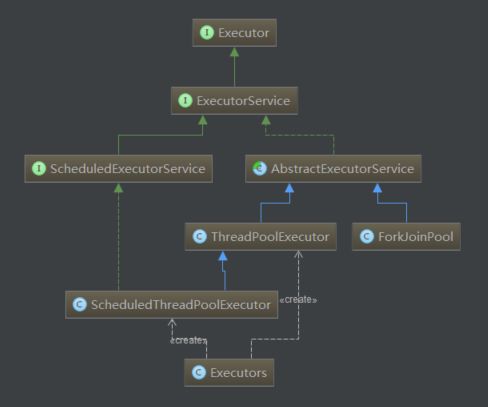 I Executor
I ExecutorService
I ScheduledExecutorService
C AbstractExecutorService
C ThreadPoolExecutor
C ForkJoinPool
C ScheduledThreadPoolExecutor
«create»
«create»
C Executors